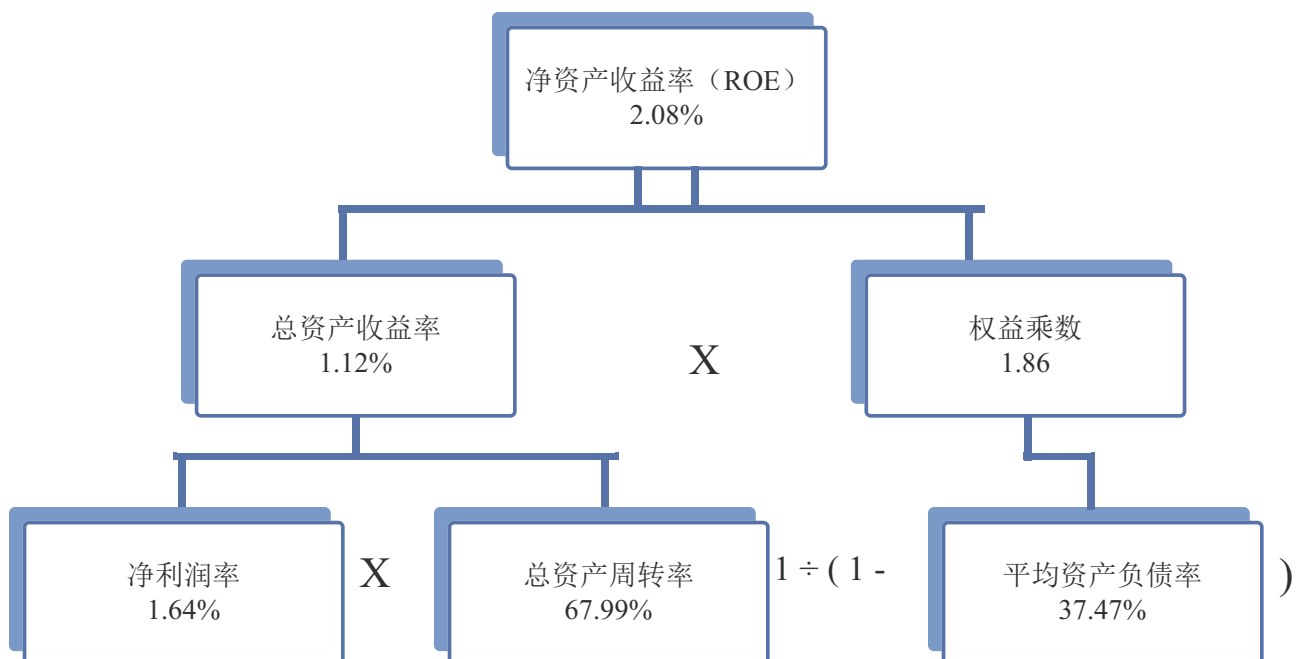 净资产收益率（ROE）
2.08%
总资产收益率
1.12%
X
权益乘数
1.86
净利润率
1.64%
X
总资产周转率
67.99%
1 ÷ ( 1 -
平均资产负债率
37.47%
)